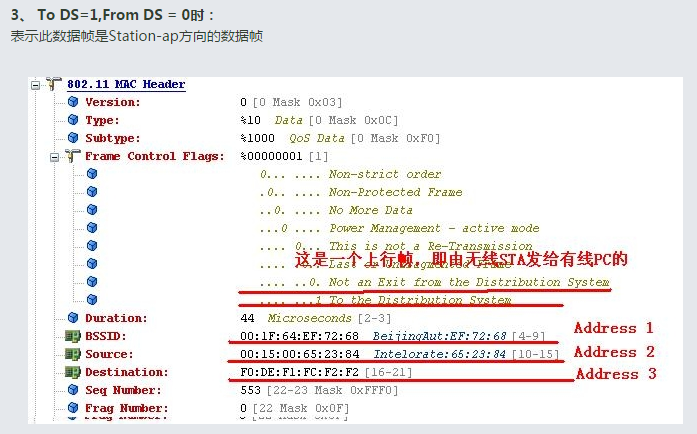 3、 To DS=1,From DS = 0时：
表示此数据帧是Station-ap方向的数据帧
802.11 MAC Header
Version: 0 [0 Mask 0x03]
Type: %10 Data [0 Mask 0x0C]
Subtype: %1000 QoS Data [0 Mask 0xF0]
Frame Control Flags: %00000001 [1]
0... .... Non-strict order
.0.. .... Non-Protected Frame
..0. .... No More Data
...0 .... Power Management - active mode
.... 0... This is not a Re-Transmission
这是一个上行帧，即由无线STA发给有线PC的
.... .0.. Last or Unfragmented Frame
.... ..0. Not an Exit from the Distribution System
.... ...1 To the Distribution System
Duration: 44 Microseconds [2-3]
BSSID: 00:1F:64:EF:72:68 BeijingAut:EF:72:68 [4-9] Address 1
Source: 00:15:00:65:23:84 Intelorate:65:23:84 [10-15] Address 2
Destination: F0:DE:F1:FC:F2:F2 [16-21] Address 3
Seq Number: 553 [22-23 Mask 0xFFF0]
Frag Number: 0 [22 Mask 0x0F]